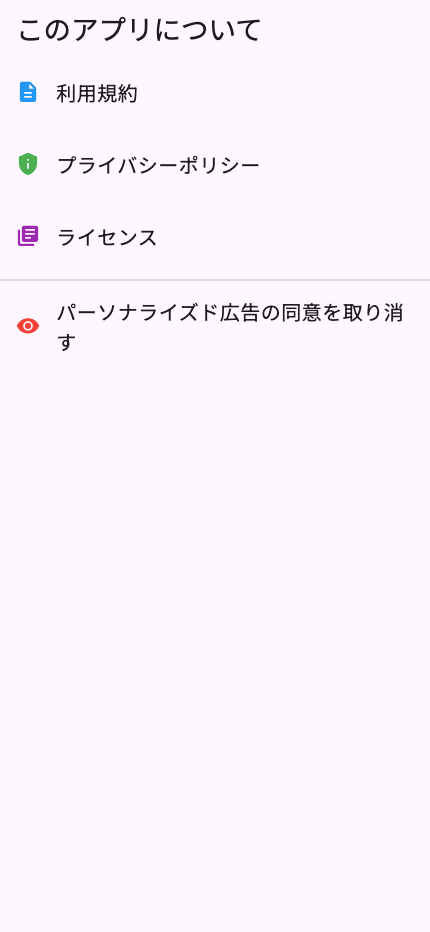 このアプリについて
利用規約
プライバシーポリシー
ライセンス
パーソナライズド広告の同意を取り消
す